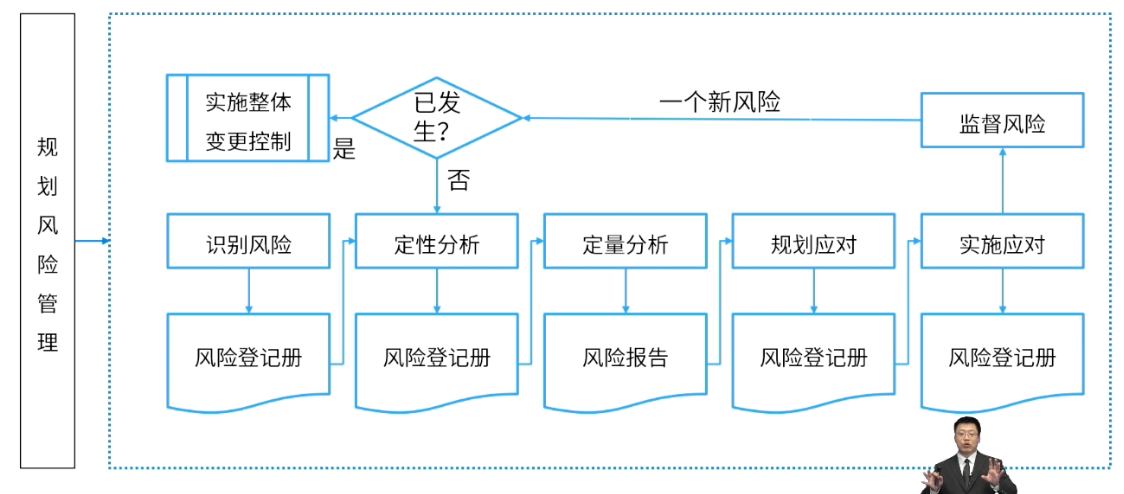 规划风险管理
实施整体
变更控制
是
已发
生？
一个新风险
监督风险
否
识别风险
定性分析
定量分析
规划应对
实施应对
风险登记册
风险登记册
风险报告
风险登记册
风险登记册